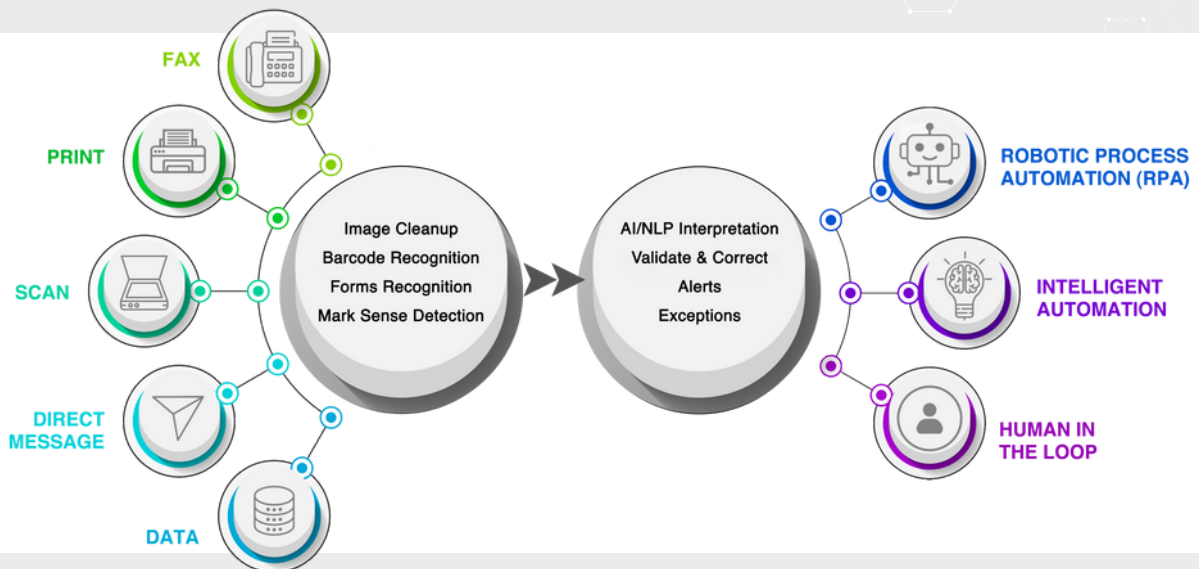 FAX
PRINT
SCAN
DIRECT
MESSAGE
DATA
Image Cleanup
Barcode Recognition
Forms Recognition
Mark Sense Detection
AI/NLP Interpretation
Validate & Correct
Alerts
Exceptions
ROBOTIC PROCESS
AUTOMATION (RPA)
INTELLIGENT
AUTOMATION
HUMAN IN
THE LOOP